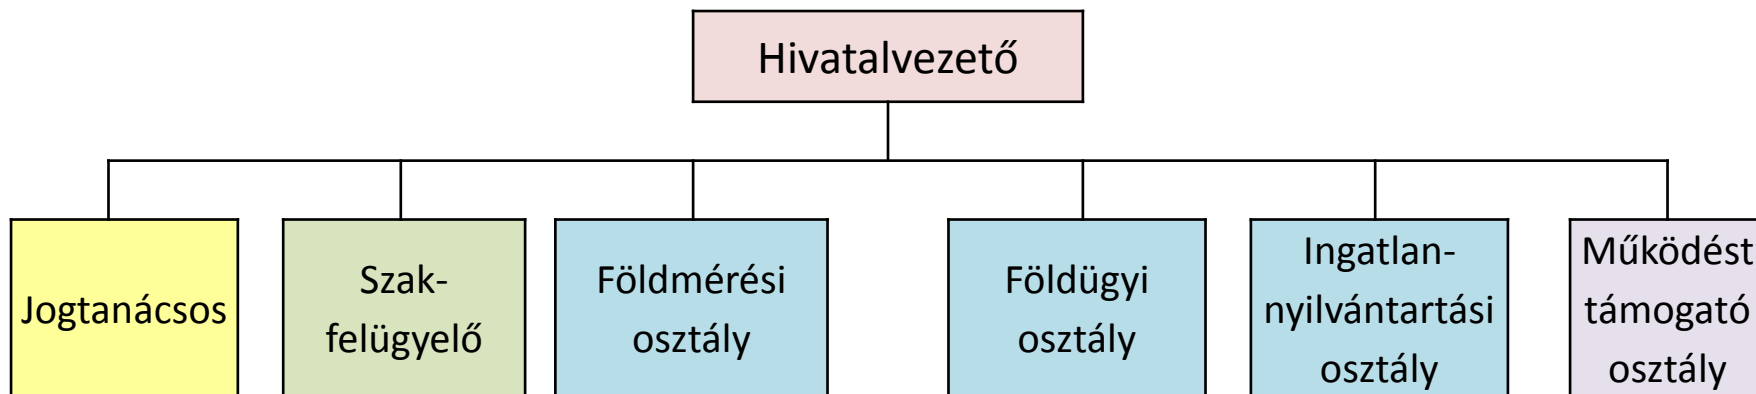 Hivatalvezető
Jogtanácsos
Szak-
felügyelő
Földmérési
osztály
Földügyi
osztály
Ingatlan-
nyilvántartási
osztály
Működést
támogató
osztály